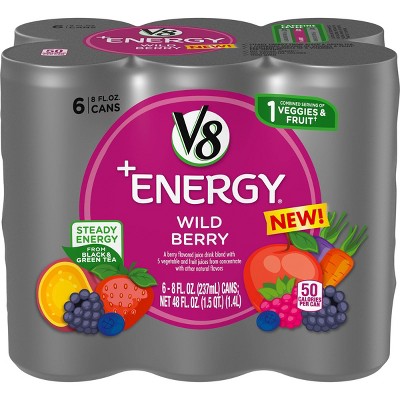 50
WILD
BERRY
NEW!
6 8 FL. OZ.
CANS
V8
+ENERGY®
WILD
BERRY
1 COMBINED SERVING OF
VEGGIES &
FRUIT†
NEW!
STEADY
ENERGY
FROM
BLACK &
GREEN TEA
A berry flavored juice drink blend with
5 vegetable and fruit juices from concentrate
with other natural flavors
6 - 8 FL. OZ. (237mL) CANS;
NET 48 FL. OZ. (1.5 QT.) (1.4L)
50
CALORIES
PER CAN